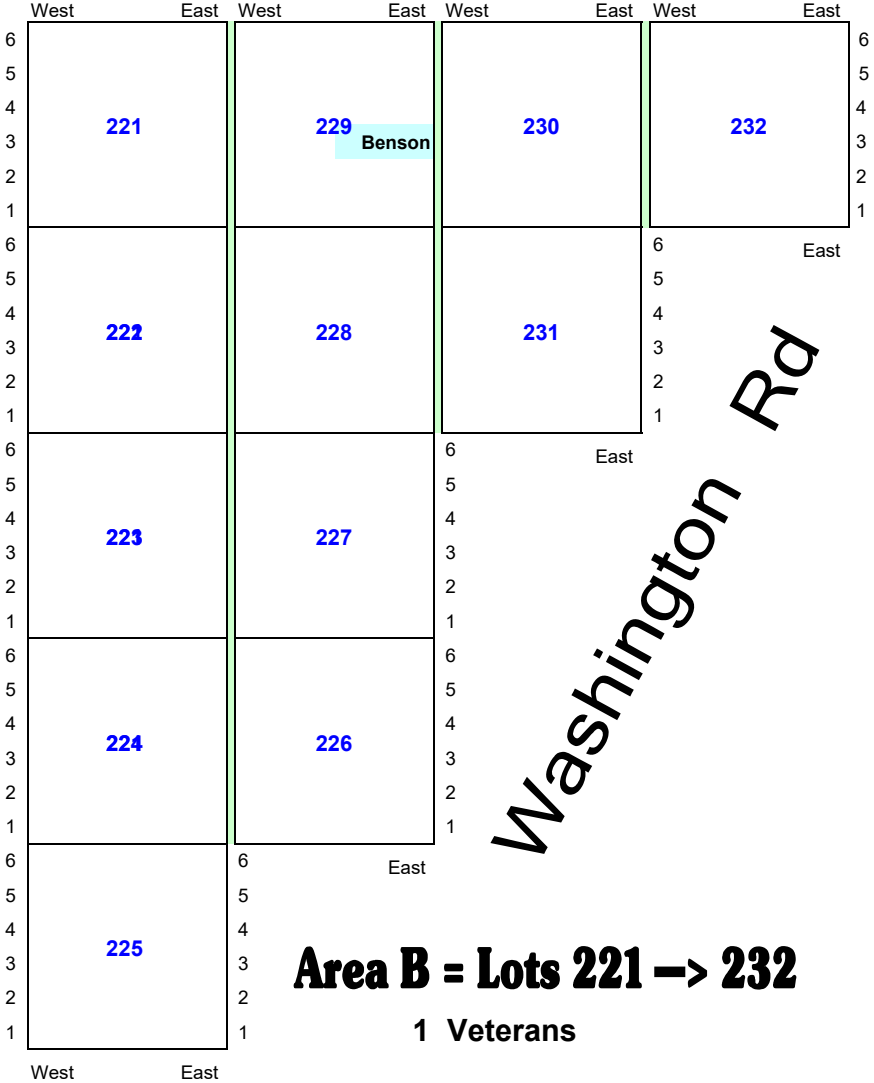 West East West East West East West East
6 6
5 5
4 4
221 229 230 232
3 Benson 3
2 2
1 1
6 6 East
5 5
4 4
222 228 231
3 3
2 2
1 1
6 6 East
5 5
4 4
223 227
3 3
2 2
1 1
6 6
5 5
4 4
224 226
3 3
2 2
1 1
6 6 East
5 5
4 4
225
3 3
2 2
1 1
West East
Washington Rd
Area B = Lots 221 –> 232
1 Veterans